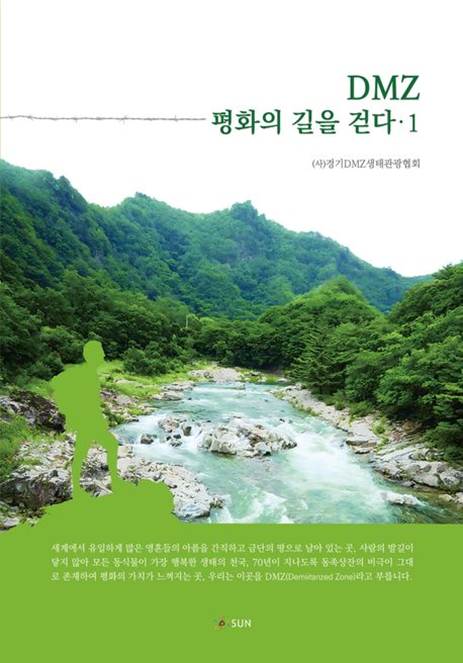 DMZ
평화의 길을 걷다·1
(사)경기DMZ생태관광협회
세계에서 유일하게 많은 영혼들의 아픔을 간직하고 금단의 땅으로 남아 있는 곳, 사람의 발길이
닿지 않아 모든 동식물이 가장 행복한 생태의 천국, 70년이 지나도록 동족상잔의 비극이 그대
로 존재하여 평화의 가치가 느껴지는 곳, 우리는 이곳을 DMZ(Demilitarized Zone)라고 부릅니다.
SUN